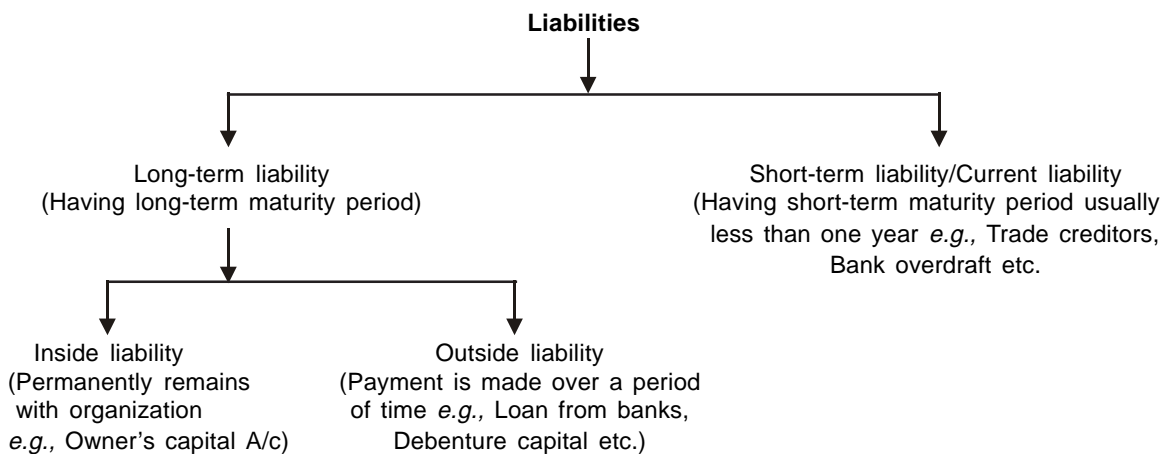 Liabilities
Long-term liability
(Having long-term maturity period)
Short-term liability/Current liability
(Having short-term maturity period usually
less than one year e.g., Trade creditors,
Bank overdraft etc.
Inside liability
(Permanently remains
with organization
e.g., Owner's capital A/c)
Outside liability
(Payment is made over a period
of time e.g., Loan from banks,
Debenture capital etc.)